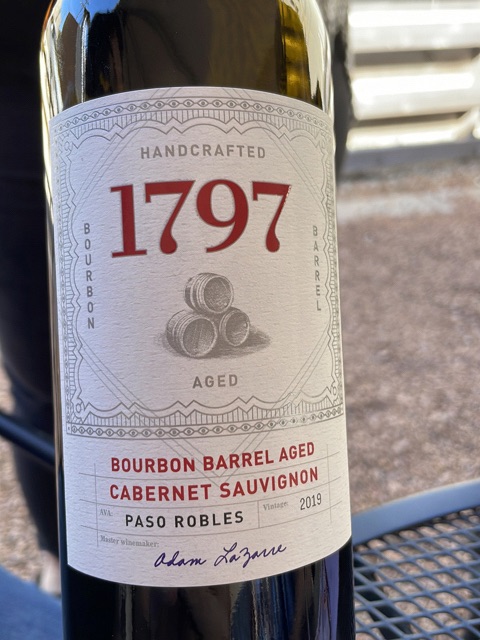 HANDCRAFTED
1797
BOURBON
BARREL
AGED
BOURBON BARREL AGED
CABERNET SAUVIGNON
AVA: PASO ROBLES
Vintage: 2019
Master winemaker:
Adam LaZarre